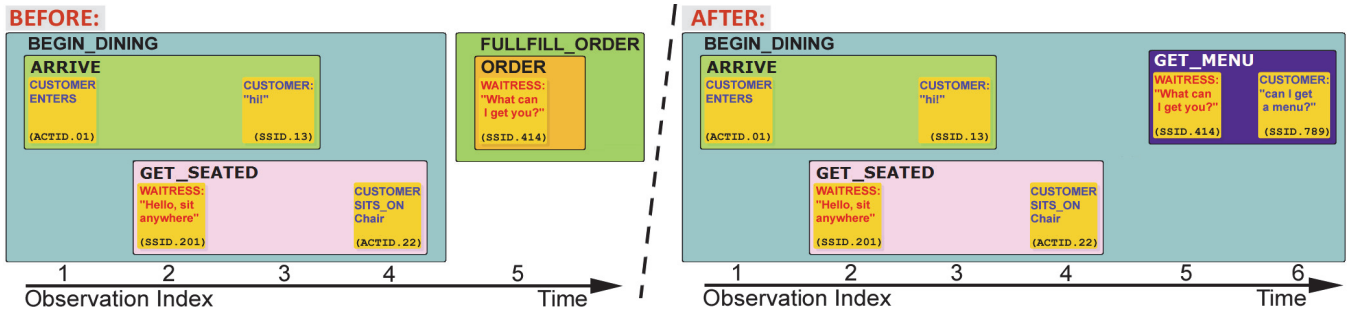 BEFORE:
BEGIN_DINING
ARRIVE
CUSTOMER
ENTERS
(ACTID.01)
CUSTOMER:
"hi!"
(SSID.13)
GET_SEATED
WAITRESS:
"Hello, sit
anywhere"
(SSID.201)
CUSTOMER
SITS_ON
Chair
(ACTID.22)
FULLFILL_ORDER
ORDER
WAITRESS:
"What can
I get you?"
(SSID.414)
1 2 3 4 5
Observation Index Time
AFTER:
BEGIN_DINING
ARRIVE
CUSTOMER
ENTERS
(ACTID.01)
CUSTOMER:
"hi!"
(SSID.13)
GET_SEATED
WAITRESS:
"Hello, sit
anywhere"
(SSID.201)
CUSTOMER
SITS_ON
Chair
(ACTID.22)
GET_MENU
WAITRESS:
"What can
I get you?"
(SSID.414)
CUSTOMER:
"can I get
a menu?"
(SSID.789)
1 2 3 4 5 6
Observation Index Time